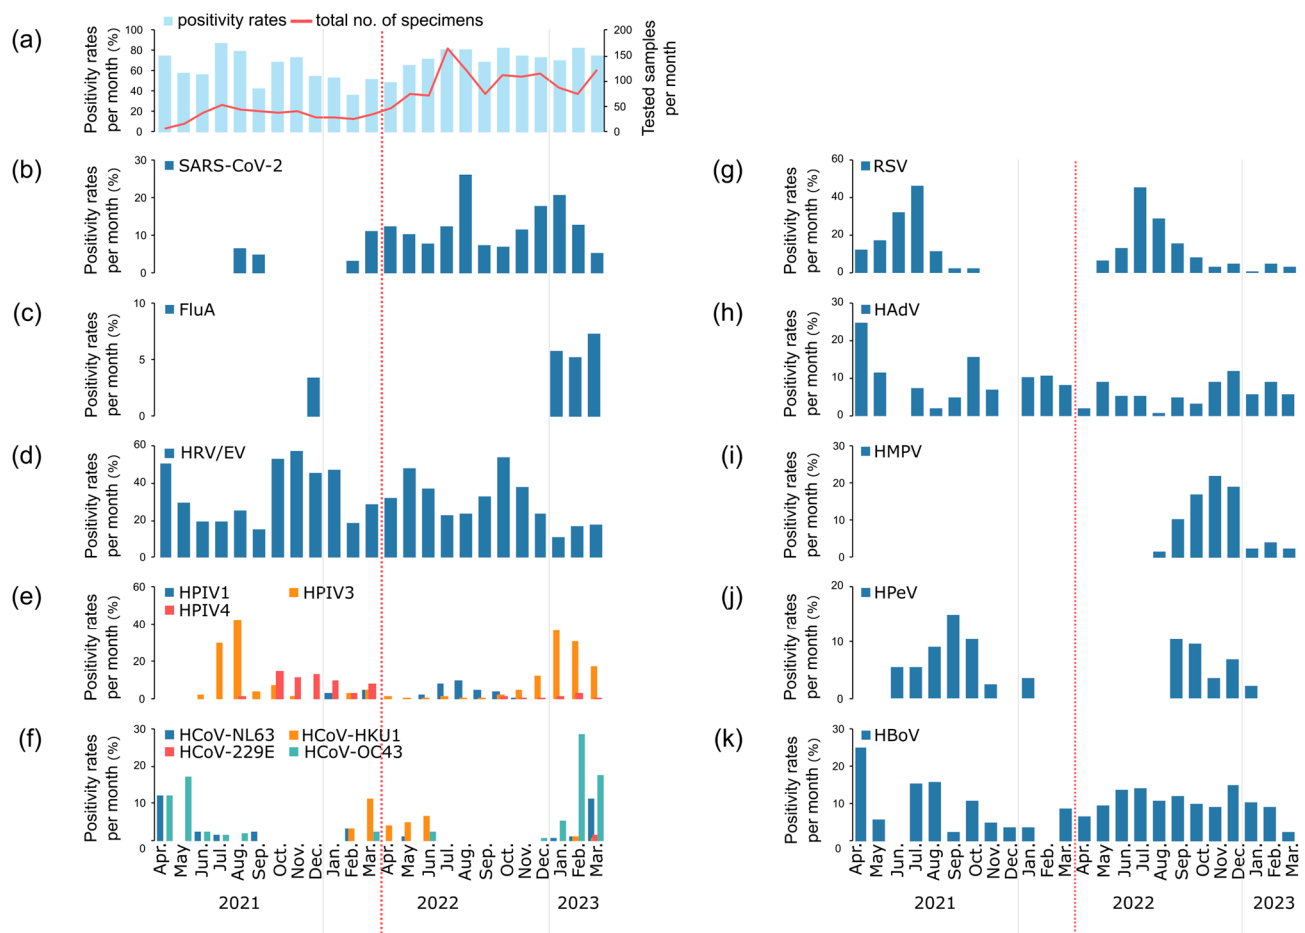 positivity rates total no. of specimens
(a)
Positivity rates
per month (%)
100
80
60
40
20
0
200
150
100
50
0
Tested samples
per month
(b)
Positivity rates
per month (%)
30
20
10
0
SARS-CoV-2
(c)
Positivity rates
per month (%)
10
5
0
FluA
(d)
Positivity rates
per month (%)
60
40
20
0
HRV/EV
(e)
Positivity rates
per month (%)
60
40
20
0
HPIV1 HPIV3
HPIV4
(f)
Positivity rates
per month (%)
30
20
10
0
HCoV-NL63 HCoV-HKU1
HCoV-229E HCoV-OC43
Apr. May Jun. Jul. Aug. Sep. Oct. Nov. Dec. Jan. Feb. Mar. Apr. May Jun. Jul. Aug. Sep. Oct. Nov. Dec. Jan. Feb. Mar.
2021 2022 2023
(g)
Positivity rates
per month (%)
60
40
20
0
RSV
(h)
Positivity rates
per month (%)
30
20
10
0
HAdV
(i)
Positivity rates
per month (%)
30
20
10
0
HMPV
(j)
Positivity rates
per month (%)
20
10
0
HPeV
(k)
Positivity rates
per month (%)
30
20
10
0
HBoV
Apr. May Jun. Jul. Aug. Sep. Oct. Nov. Dec. Jan. Feb. Mar. Apr. May Jun. Jul. Aug. Sep. Oct. Nov. Dec. Jan. Feb. Mar.
2021 2022 2023